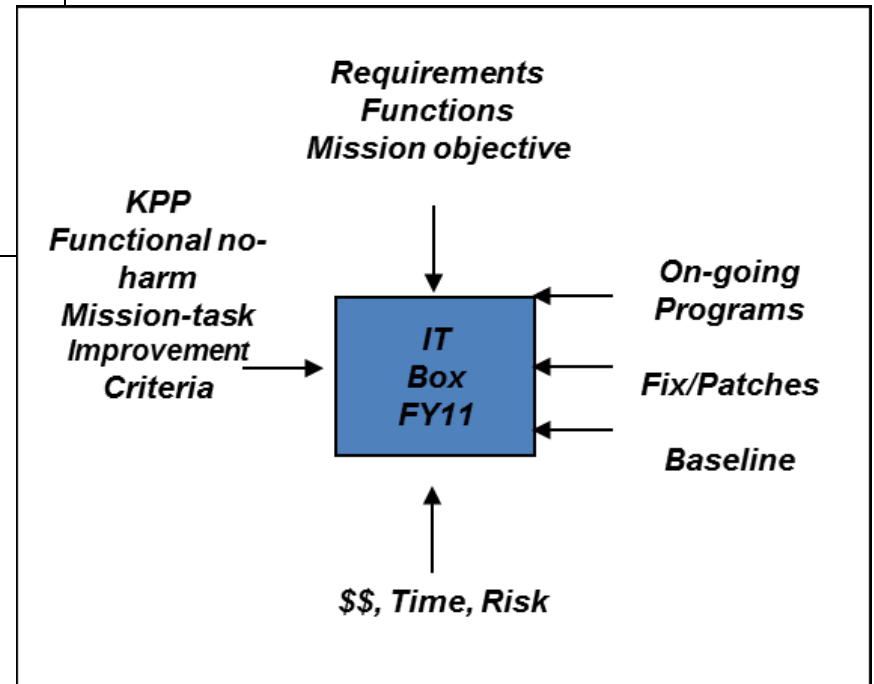 Requirements
Functions
Mission objective
KPP
Functional no-
harm
Mission-task
Improvement
Criteria
IT
Box
FY11
On-going
Programs
Fix/Patches
Baseline
$$, Time, Risk